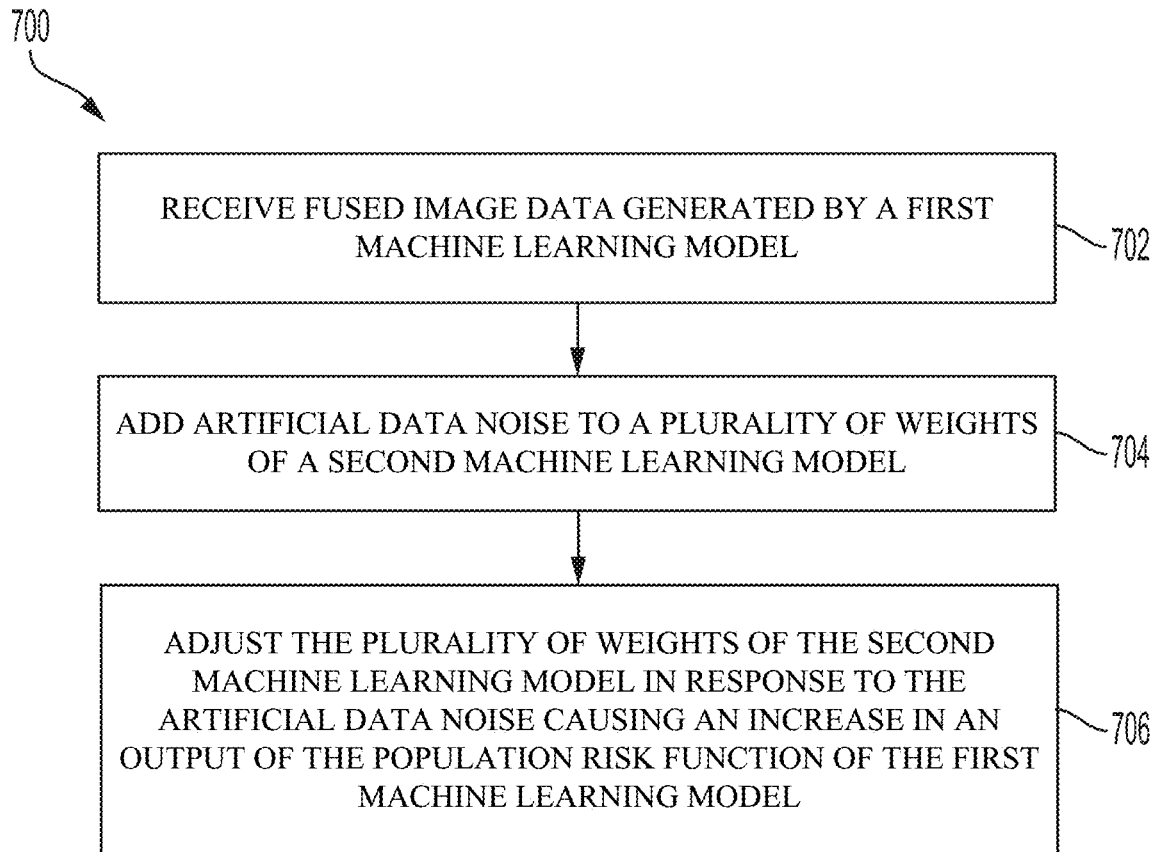 700
RECEIVE FUSED IMAGE DATA GENERATED BY A FIRST
MACHINE LEARNING MODEL
702
ADD ARTIFICIAL DATA NOISE TO A PLURALITY OF WEIGHTS
OF A SECOND MACHINE LEARNING MODEL
704
ADJUST THE PLURALITY OF WEIGHTS OF THE SECOND
MACHINE LEARNING MODEL IN RESPONSE TO THE
ARTIFICIAL DATA NOISE CAUSING AN INCREASE IN AN
OUTPUT OF THE POPULATION RISK FUNCTION OF THE FIRST
MACHINE LEARNING MODEL
706